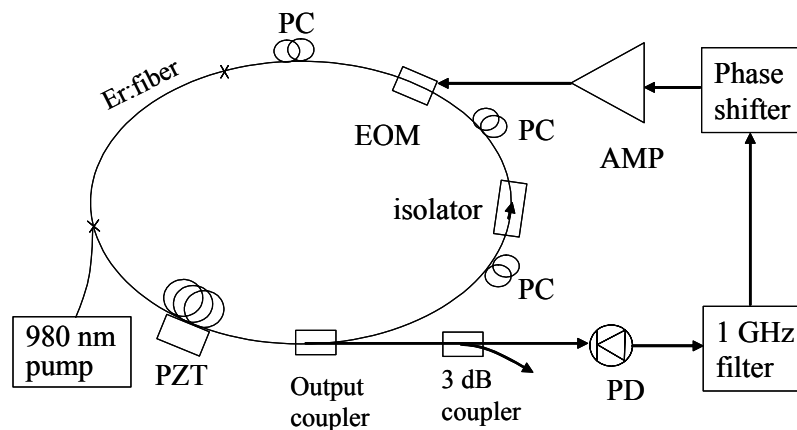 PC
Er:fiber
Phase
shifter
EOM
PC
AMP
isolator
PC
980 nm
pump
PZT
Output
coupler
3 dB
coupler
PD
1 GHz
filter